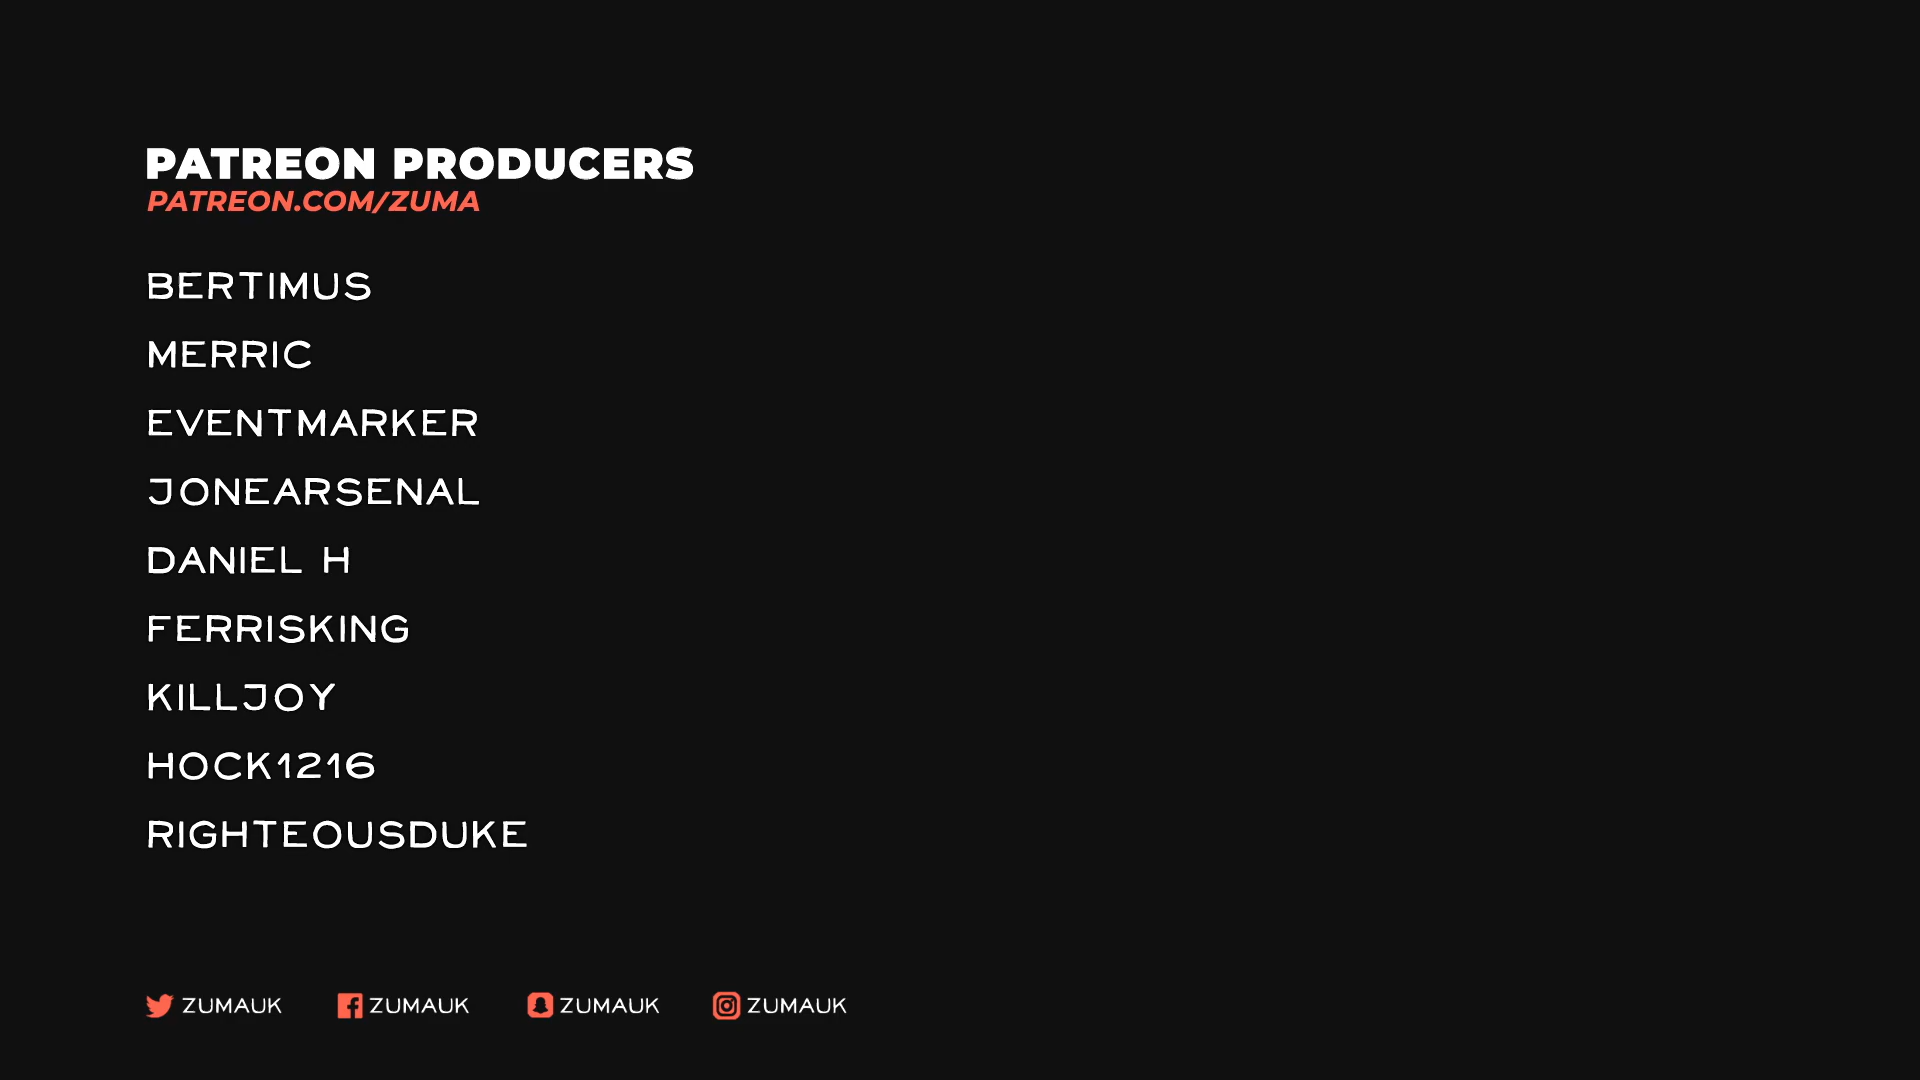 PATREON PRODUCERS
PATREON.COM/ZUMA
BERTIMUS
MERRIC
EVENTMARKER
JONEARSENAL
DANIEL H
FERRISKING
KILLJOY
HOCK1216
RIGHTEOUSDUKE
ZUMAUK ZUMAUK ZUMAUK ZUMAUK